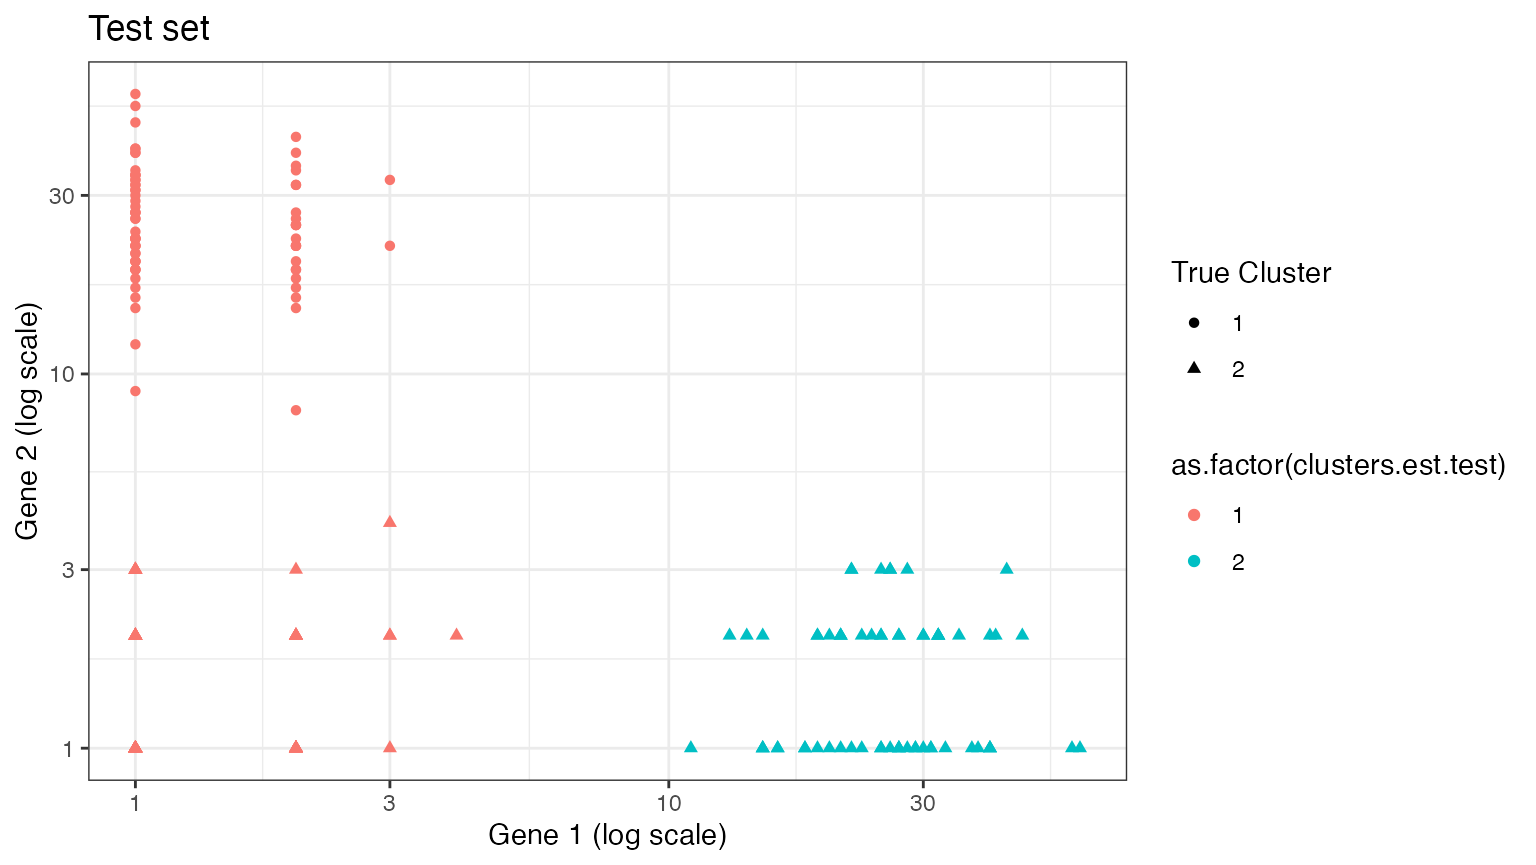 Test set
Gene 2 (log scale)
30
10
3
1
1
3
10
30
Gene 1 (log scale)
True Cluster
1
2
as.factor(clusters.est.test)
1
2